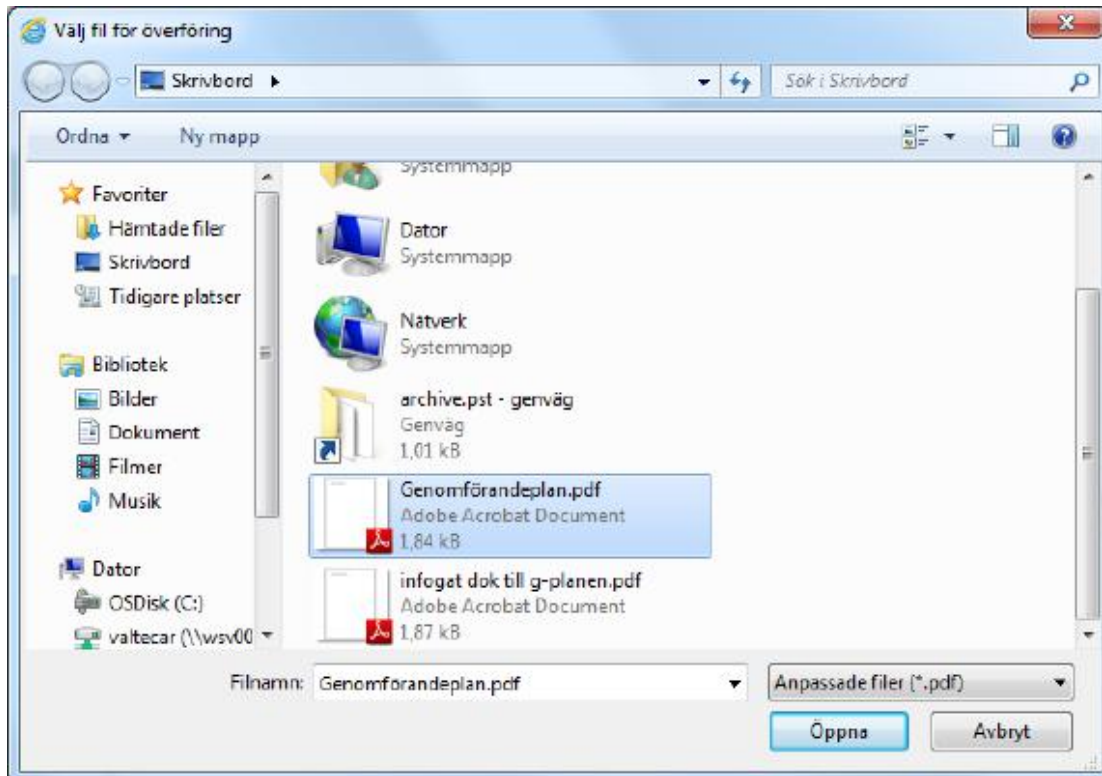 Välj fil för överföring
Skrivbord
Sök i Skrivbord
Ordna
Ny mapp
Favoriter
Hämtade filer
Skrivbord
Tidigare platser
Bibliotek
Bilder
Dokument
Filmer
Musik
Dator
OSDisk (C:)
valtecar (\\wsv00
Systemmapp
Dator
Systemmapp
Nätverk
Systemmapp
archive.pst - genväg
Genväg
1,01 kB
Genomförandeplan.pdf
Adobe Acrobat Document
1,84 kB
infogat dok till g-planen.pdf
Adobe Acrobat Document
1,87 kB
Filnamn: Genomförandeplan.pdf
Anpassade filer (*.pdf)
Öppna
Avbryt